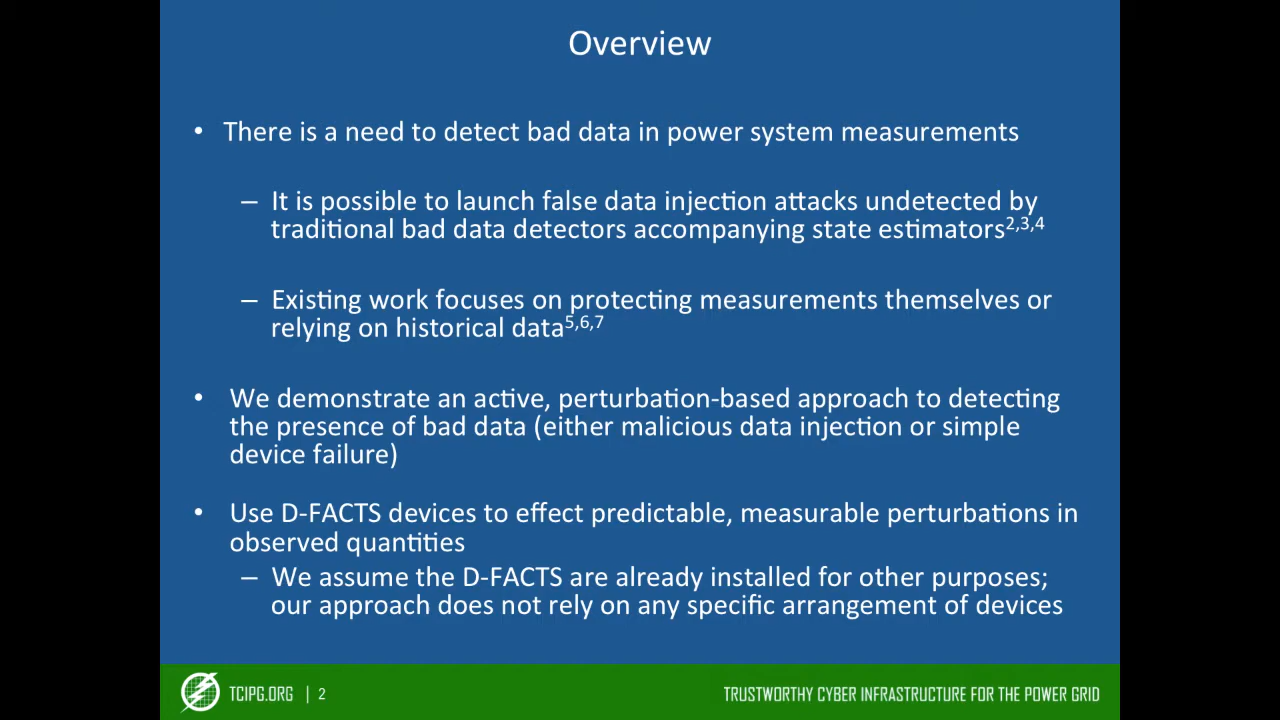 Overview
• There is a need to detect bad data in power system measurements
– It is possible to launch false data injection attacks undetected by
traditional bad data detectors accompanying state estimators2,3,4
– Existing work focuses on protecting measurements themselves or
relying on historical data5,6,7
• We demonstrate an active, perturbation-based approach to detecting
the presence of bad data (either malicious data injection or simple
device failure)
• Use D-FACTS devices to effect predictable, measurable perturbations in
observed quantities
– We assume the D-FACTS are already installed for other purposes;
our approach does not rely on any specific arrangement of devices
TCIPG.ORG | 2
TRUSTWORTHY CYBER INFRASTRUCTURE FOR THE POWER GRID